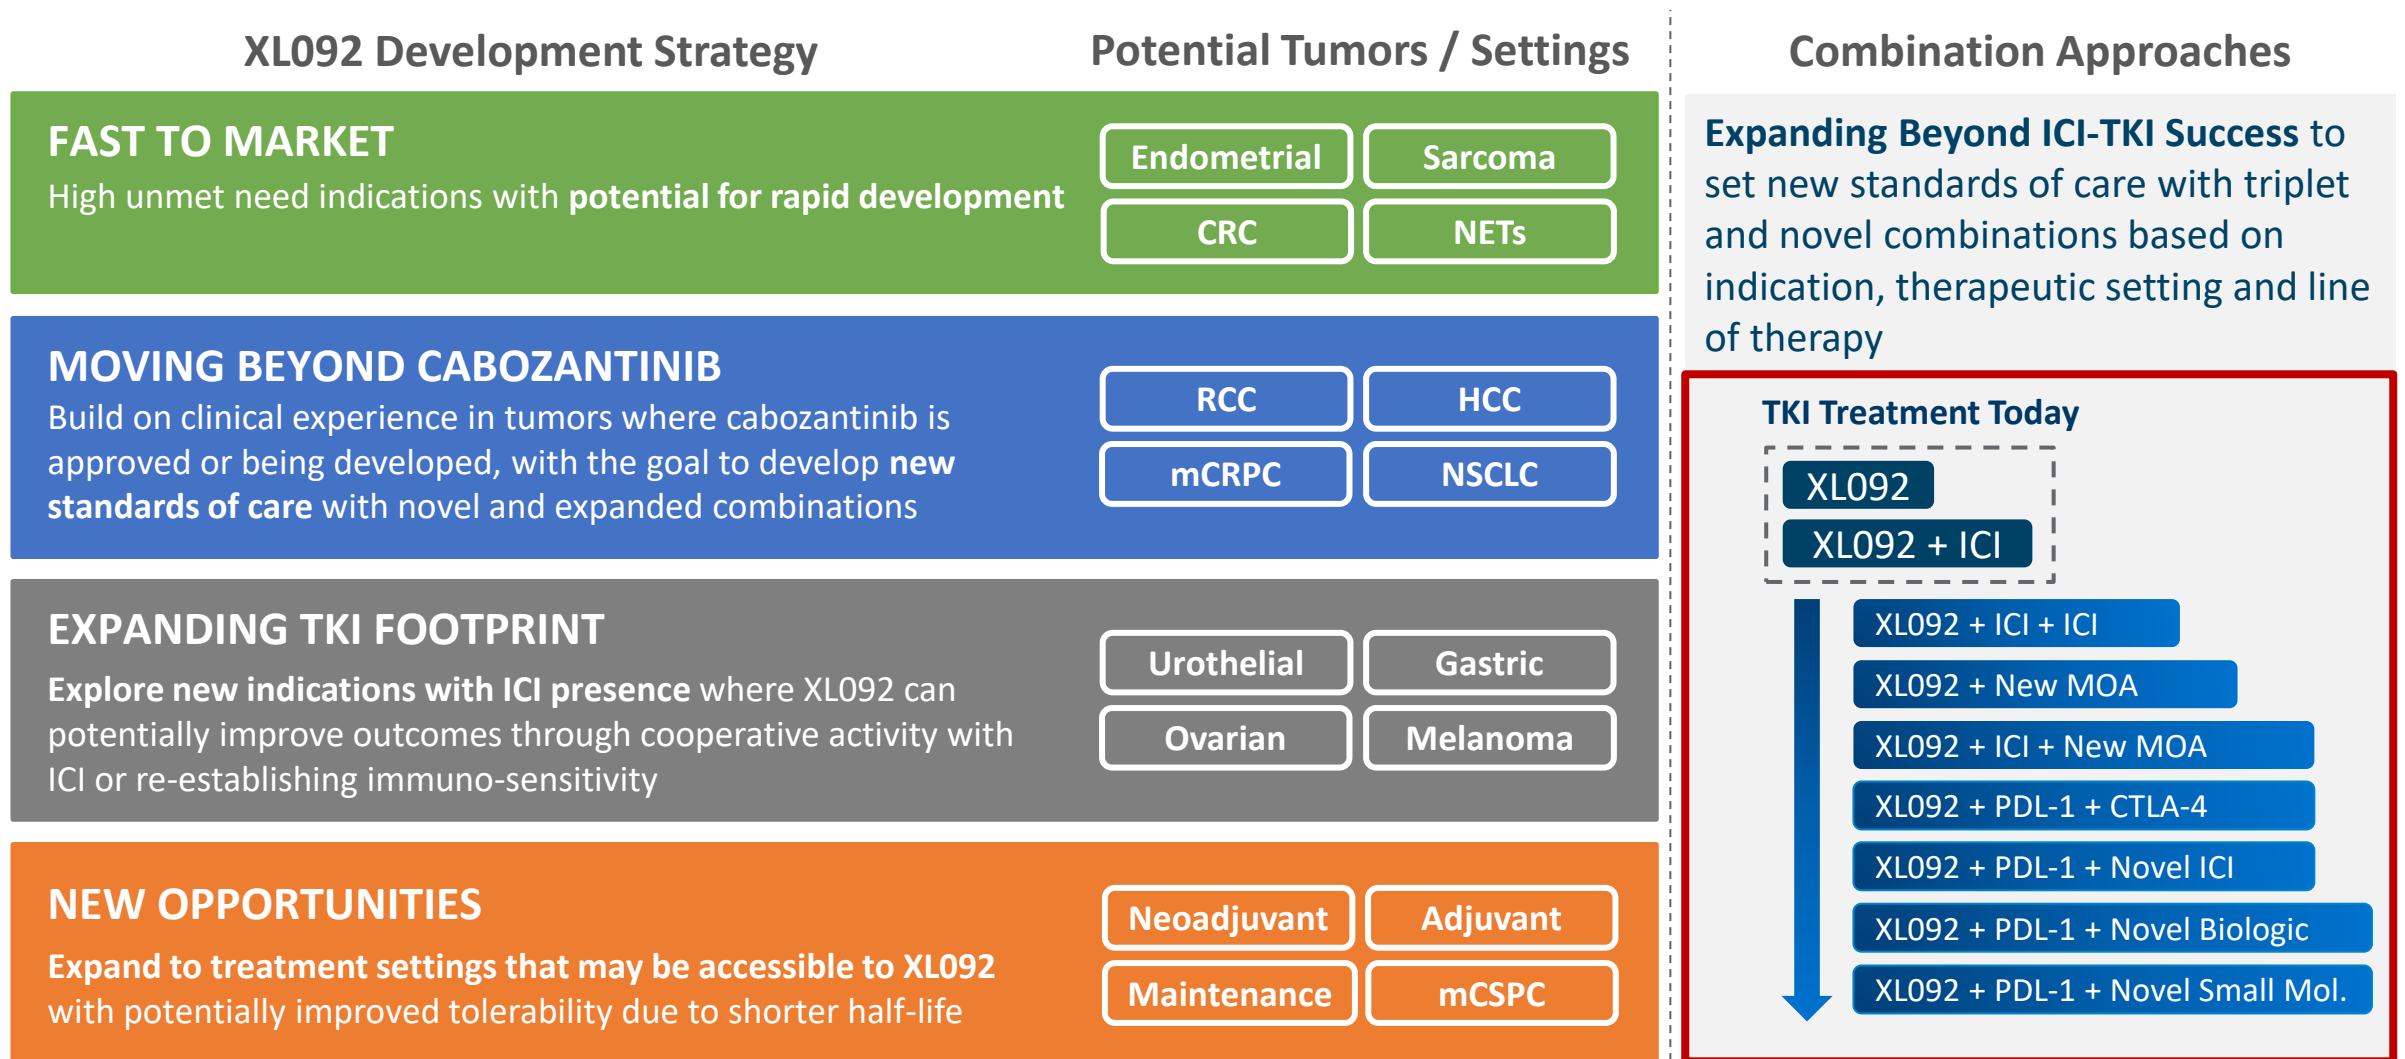 XL092 Development Strategy
Potential Tumors / Settings
Combination Approaches
FAST TO MARKET
High unmet need indications with potential for rapid development
Endometrial
Sarcoma
CRC
NETs
MOVING BEYOND CABOZANTINIB
Build on clinical experience in tumors where cabozantinib is
approved or being developed, with the goal to develop new
standards of care with novel and expanded combinations
RCC
HCC
mCRPC
NSCLC
EXPANDING TKI FOOTPRINT
Explore new indications with ICI presence where XL092 can
potentially improve outcomes through cooperative activity with
ICI or re-establishing immuno-sensitivity
Urothelial
Gastric
Ovarian
Melanoma
NEW OPPORTUNITIES
Expand to treatment settings that may be accessible to XL092
with potentially improved tolerability due to shorter half-life
Neoadjuvant
Adjuvant
Maintenance
mCSPC
Expanding Beyond ICI-TKI Success to
set new standards of care with triplet
and novel combinations based on
indication, therapeutic setting and line
of therapy
TKI Treatment Today
XL092
XL092 + ICI
XL092 + ICI + ICI
XL092 + New MOA
XL092 + ICI + New MOA
XL092 + PDL-1 + CTLA-4
XL092 + PDL-1 + Novel ICI
XL092 + PDL-1 + Novel Biologic
XL092 + PDL-1 + Novel Small Mol.